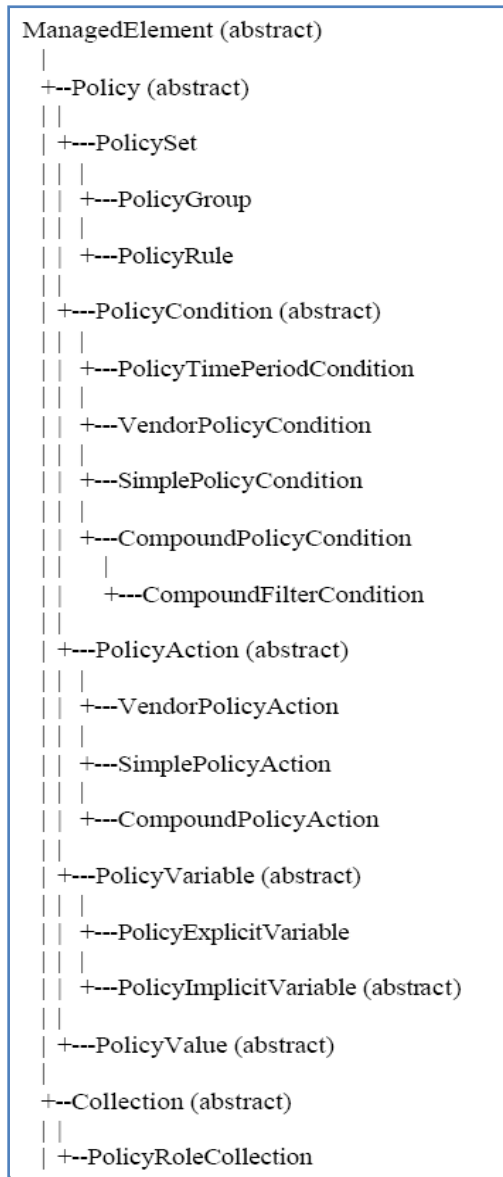 ManagedElement (abstract)
|
+--Policy (abstract)
| |
| +---PolicySet
| | |
| | +---PolicyGroup
| | |
| | +---PolicyRule
| |
| +---PolicyCondition (abstract)
| | |
| | +---PolicyTimePeriodCondition
| | |
| | +---VendorPolicyCondition
| | |
| | +---SimplePolicyCondition
| | |
| | +---CompoundPolicyCondition
| | |
| | +---CompoundFilterCondition
| |
| +---PolicyAction (abstract)
| | |
| | +---VendorPolicyAction
| | |
| | +---SimplePolicyAction
| | |
| | +---CompoundPolicyAction
| |
| +---PolicyVariable (abstract)
| | |
| | +---PolicyExplicitVariable
| | |
| | +---PolicyImplicitVariable (abstract)
| |
| +---PolicyValue (abstract)
|
+--Collection (abstract)
| |
| +--PolicyRoleCollection